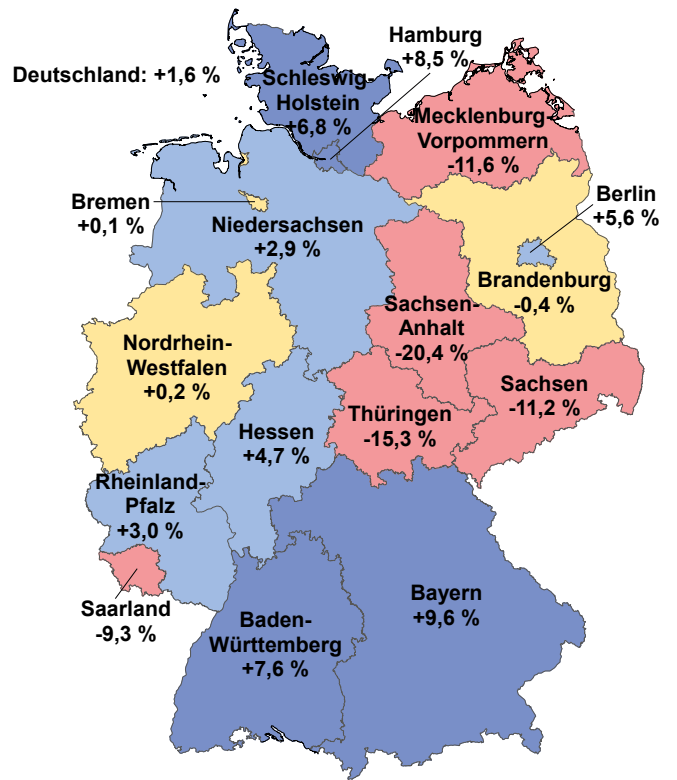 Hamburg
+8,5 %
Deutschland: +1,6 %
Schleswig-
Holstein
+6,8 %
Mecklenburg-
Vorpommern
-11,6 %
Bremen
+0,1 %
Niedersachsen
+2,9 %
Berlin
+5,6 %
Brandenburg
-0,4 %
Sachsen-
Anhalt
-20,4 %
Nordrhein-
Westfalen
+0,2 %
Sachsen
-11,2 %
Thüringen
-15,3 %
Hessen
+4,7 %
Rheinland-
Pfalz
+3,0 %
Saarland
-9,3 %
Baden-
Württemberg
+7,6 %
Bayern
+9,6 %